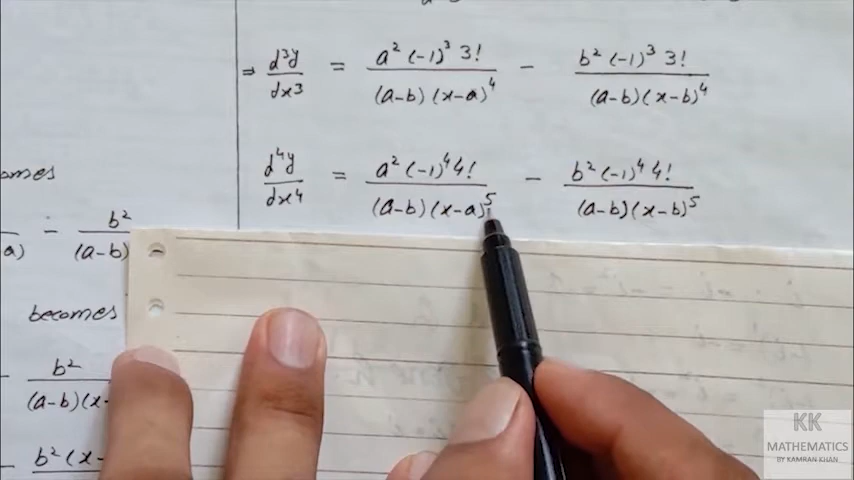 ⇒ d³y/dx³ = a² (-1)³ 3! / (a-b) (x-a)⁴ - b² (-1)³ 3! / (a-b) (x-b)⁴
d⁴y/dx⁴ = a² (-1)⁴ 4! / (a-b) (x-a)⁵ - b² (-1)⁴ 4! / (a-b) (x-b)⁵
omes
a) - b² / (a-b)
becomes
- b² / (a-b) (x-
- b² (x-
KK
MATHEMATICS
BY KAMRAN KHAN